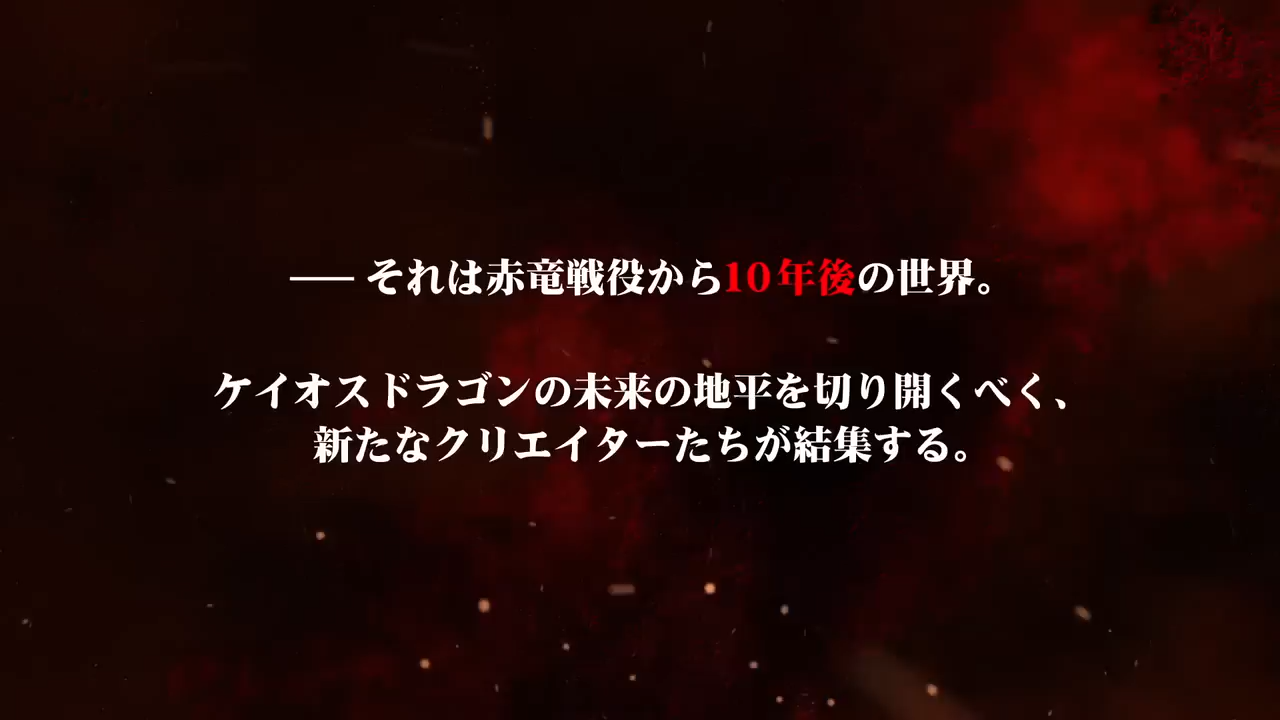 ── それは赤竜戦役から10年後の世界。
ケイオスドラゴンの未来の地平を切り開くべく、
新たなクリエイターたちが結集する。